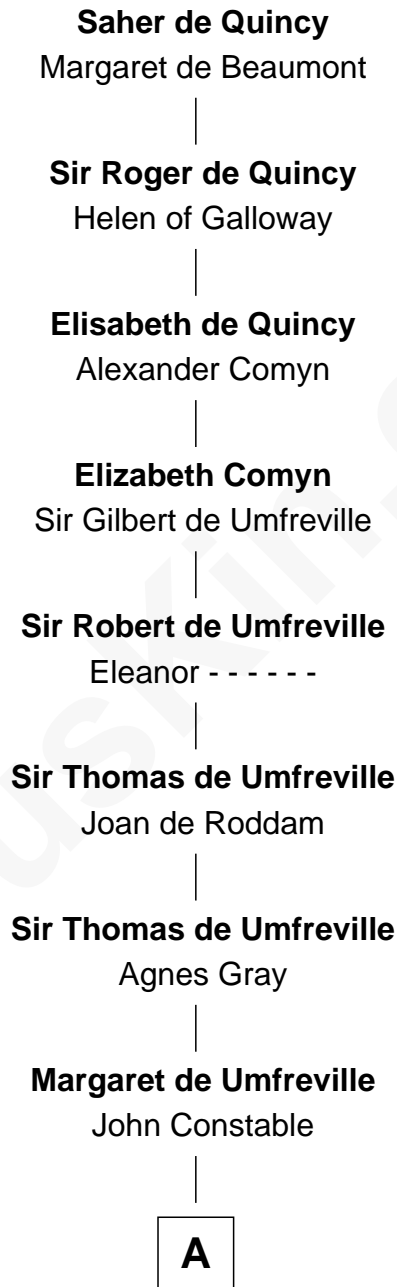 Saher de Quincy
Margaret de Beaumont
Sir Roger de Quincy
Helen of Galloway
Elisabeth de Quincy
Alexander Comyn
Elizabeth Comyn
Sir Gilbert de Umfreville
Sir Robert de Umfreville
Eleanor - - - - - -
Sir Thomas de Umfreville
Joan de Roddam
Sir Thomas de Umfreville
Agnes Gray
Margaret de Umfreville
John Constable
A